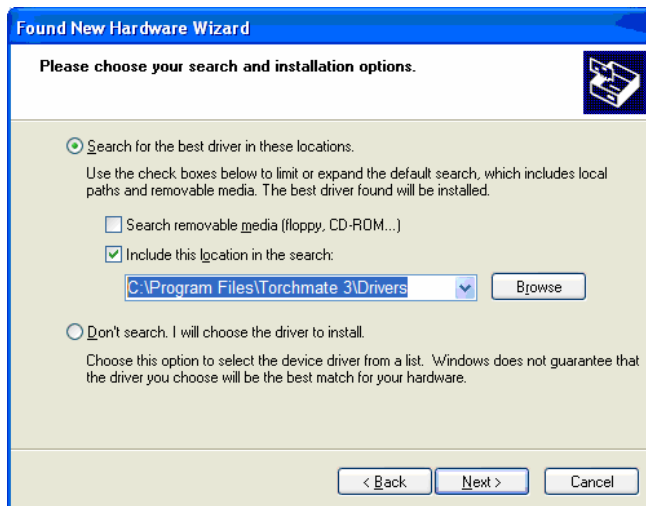 Found New Hardware Wizard
Please choose your search and installation options.
Search for the best driver in these locations.
Use the check boxes below to limit or expand the default search, which includes local
paths and removable media. The best driver found will be installed.
Search removable media (floppy, CD-ROM...)
Include this location in the search:
C:\Program Files\Torchmate 3\Drivers
Browse
Don't search. I will choose the driver to install.
Choose this option to select the device driver from a list. Windows does not guarantee that
the driver you choose will be the best match for your hardware.
< Back
Next >
Cancel